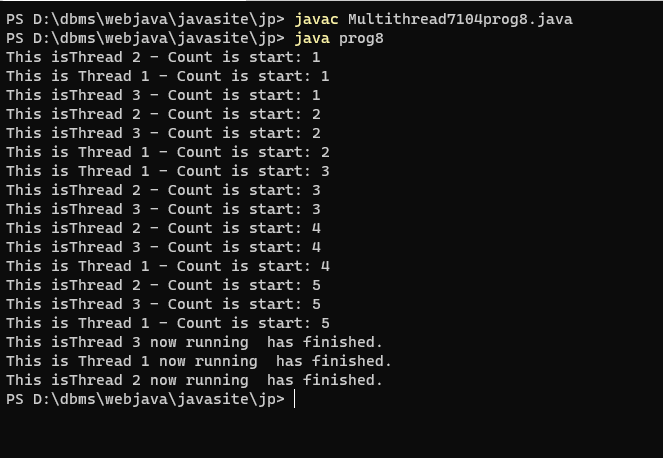 PS D:\dbms\webjava\javasite\jp> javac Multithread7104prog8.java
PS D:\dbms\webjava\javasite\jp> java prog8
This isThread 2 - Count is start: 1
This is Thread 1 - Count is start: 1
This isThread 3 - Count is start: 1
This isThread 2 - Count is start: 2
This isThread 3 - Count is start: 2
This is Thread 1 - Count is start: 2
This is Thread 1 - Count is start: 3
This isThread 2 - Count is start: 3
This isThread 3 - Count is start: 3
This isThread 2 - Count is start: 4
This isThread 3 - Count is start: 4
This is Thread 1 - Count is start: 4
This isThread 2 - Count is start: 5
This isThread 3 - Count is start: 5
This is Thread 1 - Count is start: 5
This isThread 3 now running  has finished.
This is Thread 1 now running  has finished.
This isThread 2 now running  has finished.
PS D:\dbms\webjava\javasite\jp>